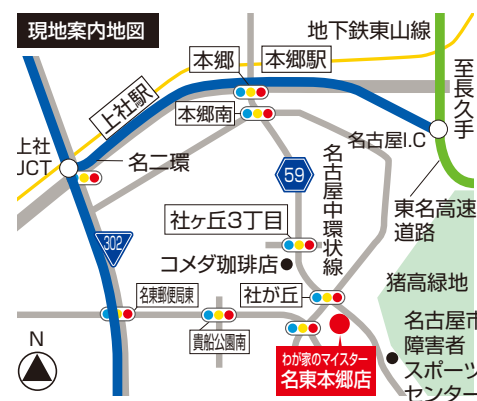 現地案内地図
地下鉄東山線
本郷
本郷駅
至長久手
上社駅
本郷南
名古屋I.C
上社
JCT
名二環
59
名古屋中環状線
東名高速
道路
社ヶ丘3丁目
302
コメダ珈琲店
猪高緑地
名東郵便局東
社が丘
貴船公園南
名古屋市
障害者
スポーツ
センター
わが家のマイスター
名東本郷店
N